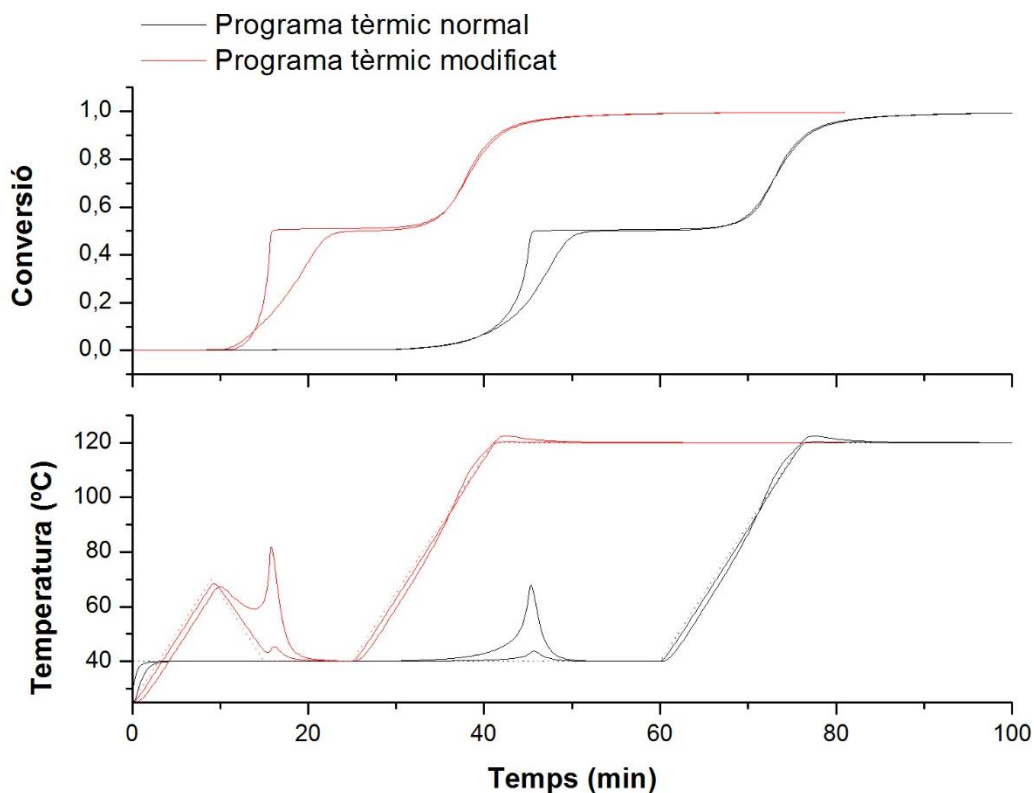 Programa tèrmic normal
Programa tèrmic modificat
1,0
0,8
0,6
0,4
0,2
0,0
Conversió
120
100
80
60
40
Temperatura (ºC)
0 20 40 60 80 100
Temps (min)